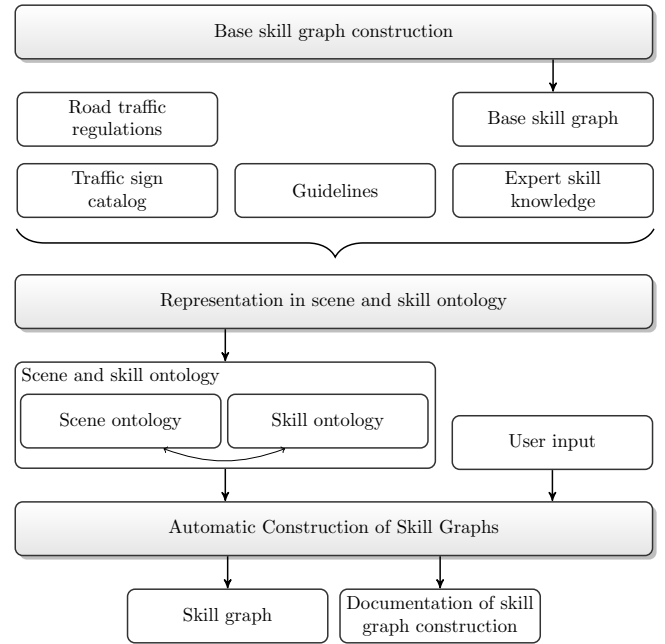 Base skill graph construction
Road traffic
regulations
Base skill graph
Traffic sign
catalog
Guidelines
Expert skill
knowledge
Representation in scene and skill ontology
Scene and skill ontology
Scene ontology
Skill ontology
User input
Automatic Construction of Skill Graphs
Skill graph
Documentation of skill
graph construction